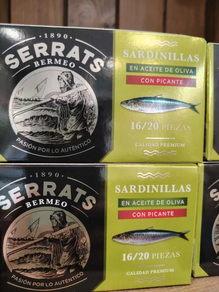 · 1890 ·
SERRATS
BERMEO
PASIÓN POR LO AUTÉNTICO
SARDINILLAS
EN ACEITE DE OLIVA
CON PICANTE
16/20 PIEZAS
CALIDAD PREMIUM
· 1890 ·
SERRATS
BERMEO
PASIÓN POR LO AUTÉNTICO
SARDINILLAS
EN ACEITE DE OLIVA
CON PICANTE
16/20 PIEZAS
CALIDAD PREMIUM